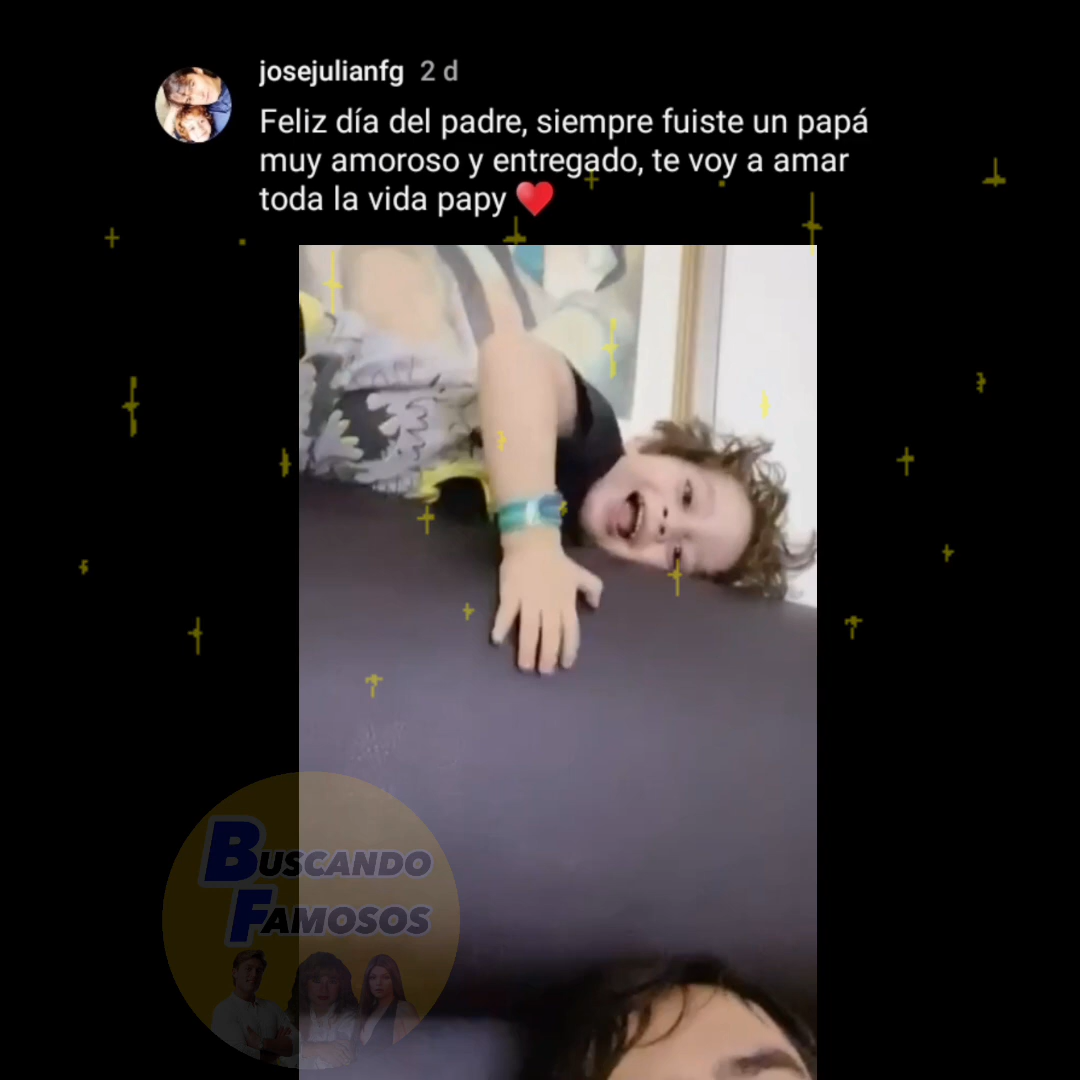 josejulianfg 2 d
Feliz día del padre, siempre fuiste un papá
muy amoroso y entregado, te voy a amar
toda la vida papy ❤️
BUSCANDO
FAMOSOS